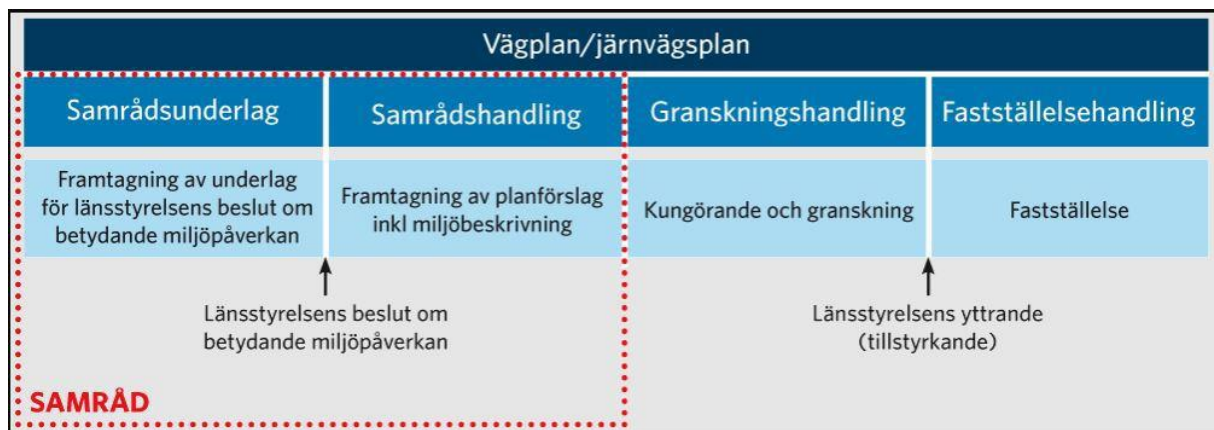 Vägplan/järnvägsplan
Samrådsunderlag
Samrådshandling
Granskningshandling
Fastställelsehandling
Framtagning av underlag
för länsstyrelsens beslut om
betydande miljöpåverkan
Framtagning av planförslag
inkl miljöbeskrivning
Kungörande och granskning
Fastställelse
Länsstyrelsens beslut om
betydande miljöpåverkan
Länsstyrelsens yttrande
(tillstyrkande)
SAMRÅD